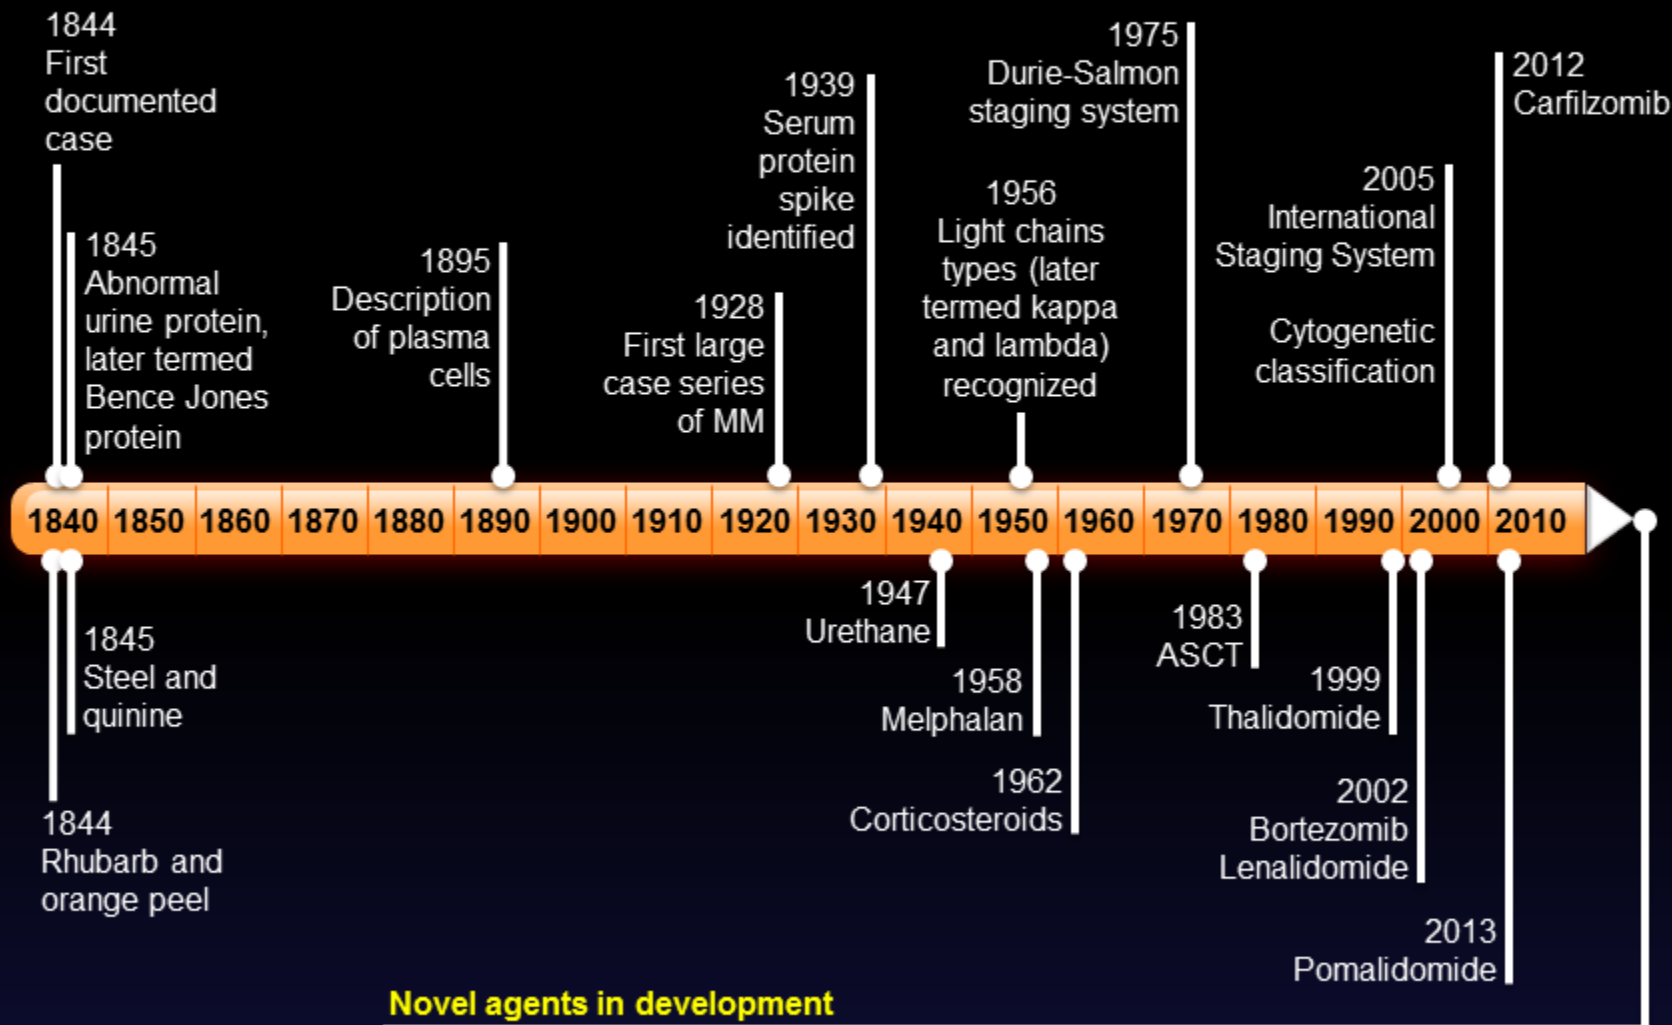 1844
First
documented
case
1845
Abnormal
urine protein,
later termed
Bence Jones
protein
1895
Description
of plasma
cells
1928
First large
case series
of MM
1939
Serum
protein
spike
identified
1956
Light chains
types (later
termed kappa
and lambda)
recognized
1975
Durie-Salmon
staging system
2005
International
Staging System
Cytogenetic
classification
2012
Carfilzomib
1840 1850 1860 1870 1880 1890 1900 1910 1920 1930 1940 1950 1960 1970 1980 1990 2000 2010
1844
Rhubarb and
orange peel
1845
Steel and
quinine
1947
Urethane
1958
Melphalan
1962
Corticosteroids
1983
ASCT
1999
Thalidomide
2002
Bortezomib
Lenalidomide
2013
Pomalidomide
Novel agents in development